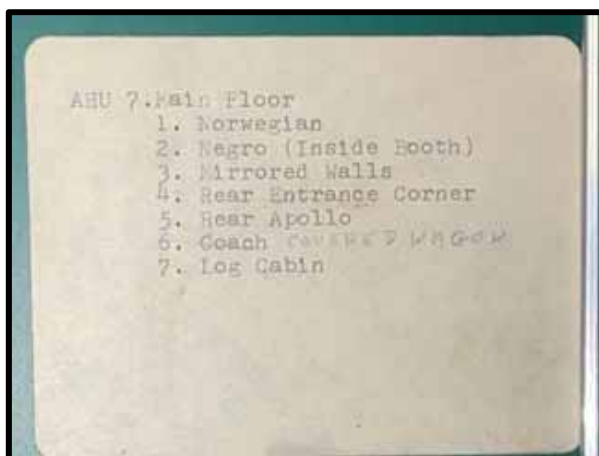 AHU 7.Main Floor
1. Norwegian
2. Negro (Inside Booth)
3. Mirrored Walls
4. Rear Entrance Corner
5. Rear Apollo
6. Coach COVERED WAGON
7. Log Cabin